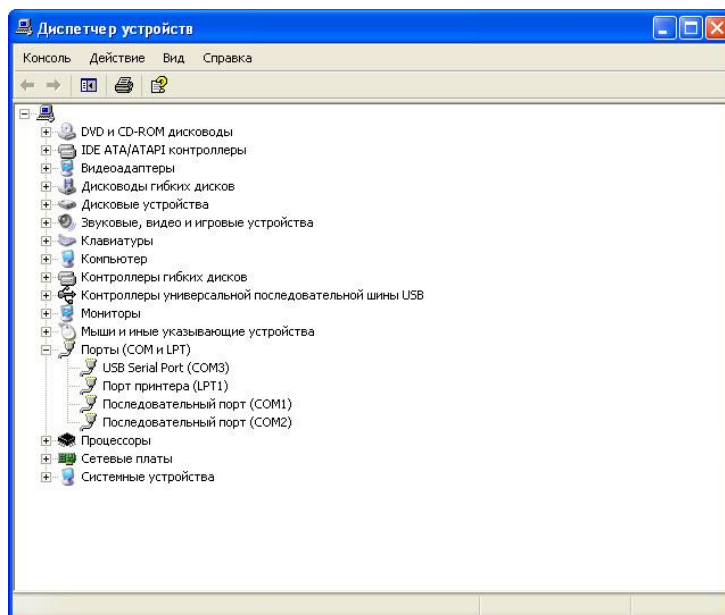 Диспетчер устройств
Консоль Действие Вид Справка
DVD и CD-ROM дисководы
IDE ATA/ATAPI контроллеры
Видеоадаптеры
Дисководы гибких дисков
Дисковые устройства
Звуковые, видео и игровые устройства
Клавиатуры
Компьютер
Контроллеры гибких дисков
Контроллеры универсальной последовательной шины USB
Мониторы
Мыши и иные указывающие устройства
Порты (COM и LPT)
USB Serial Port (COM3)
Порт принтера (LPT1)
Последовательный порт (COM1)
Последовательный порт (COM2)
Процессоры
Сетевые платы
Системные устройства